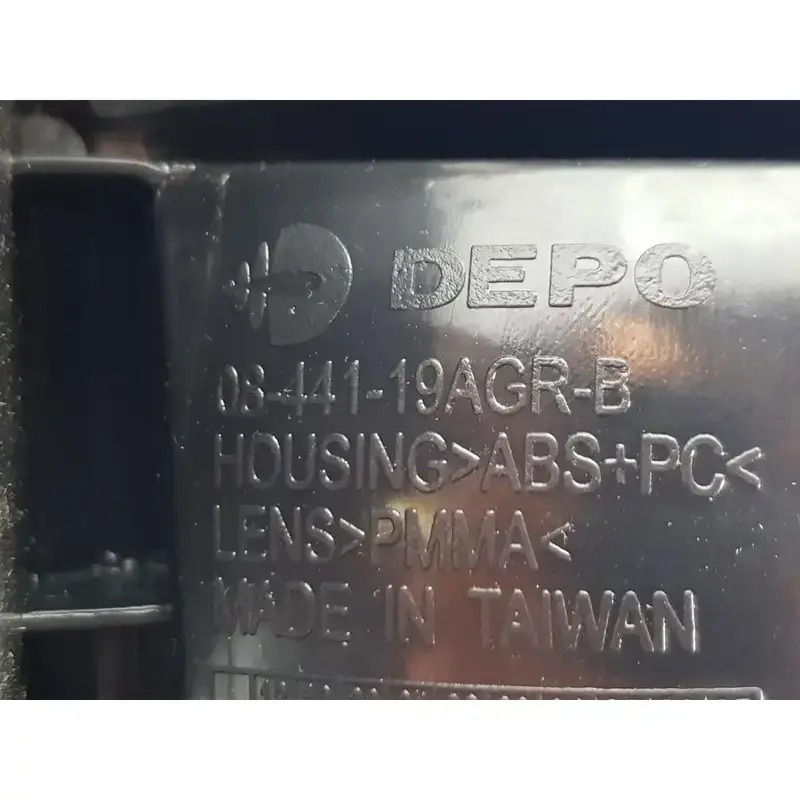 DEPO
08-441-19AGR-B
HOUSING>ABS+PC<
LENS>PMMA<
MADE IN TAIWAN